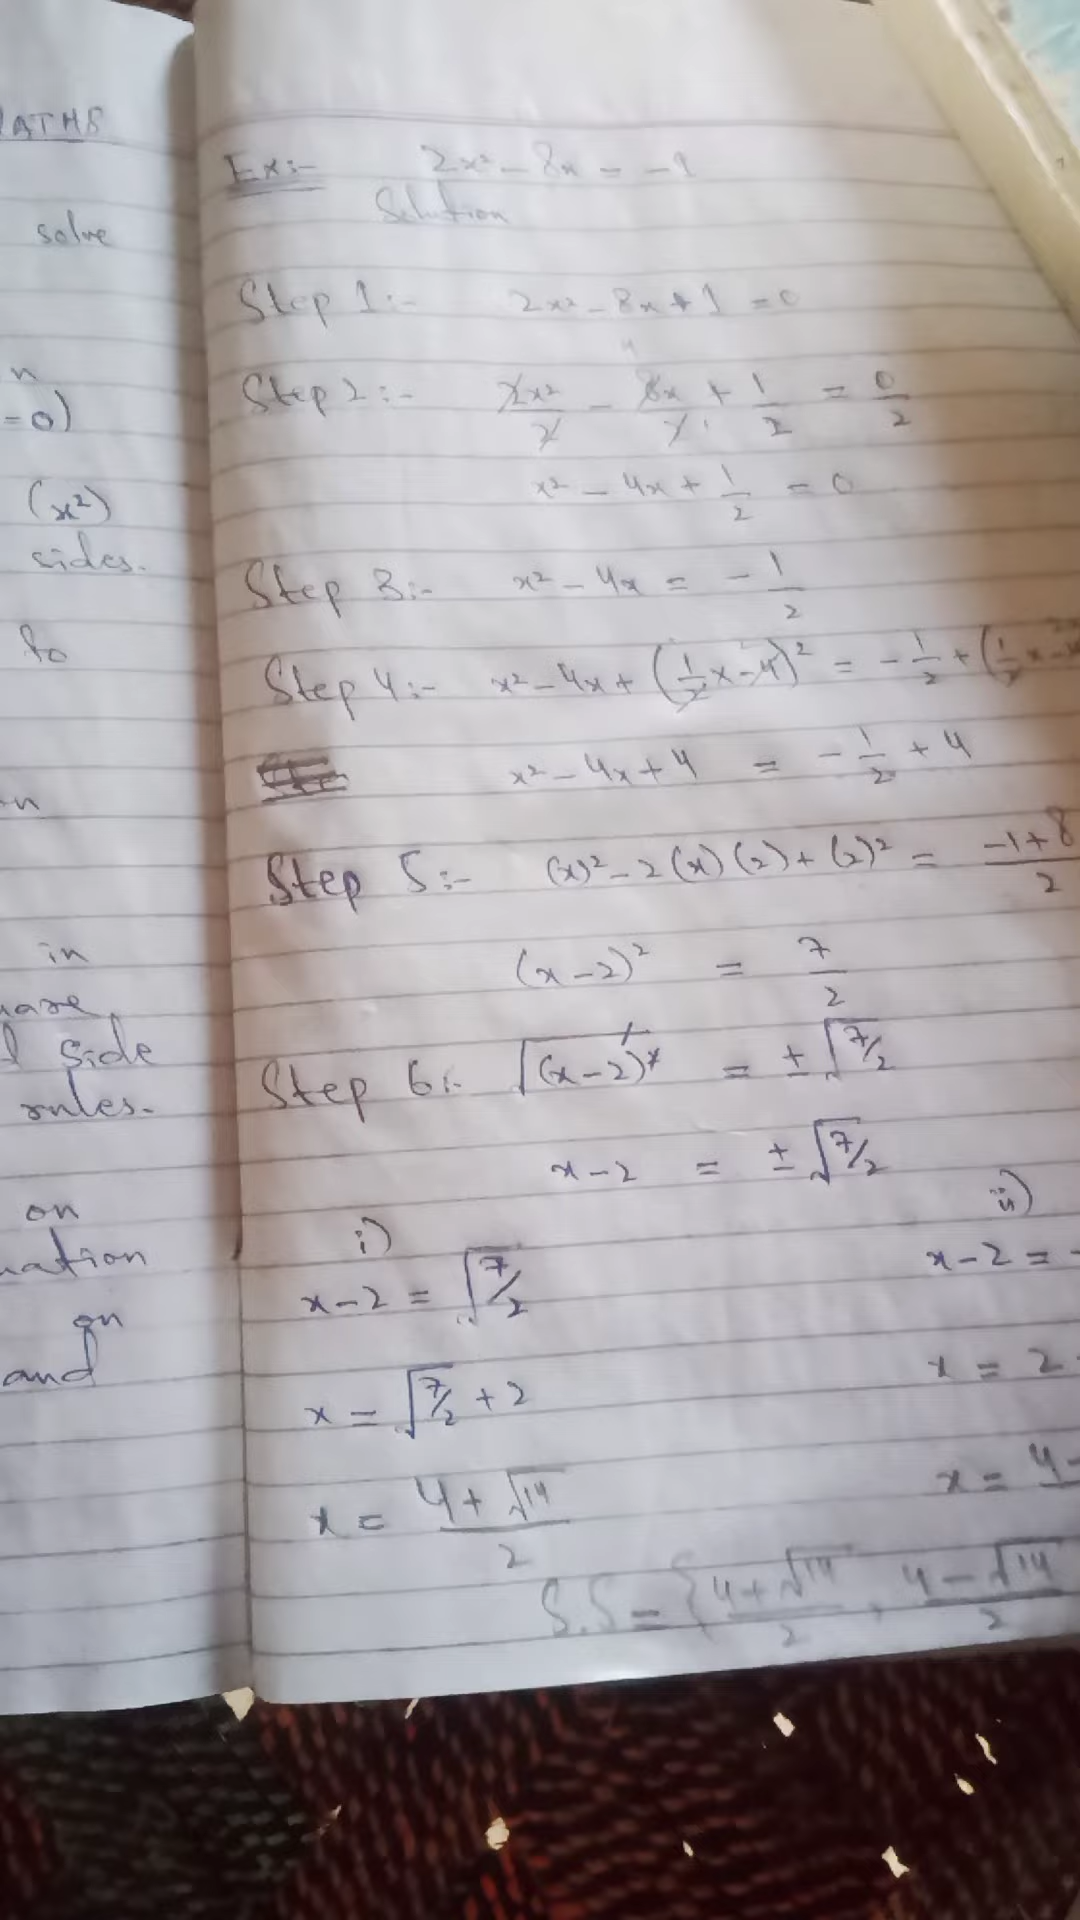 MATHS
solve
n
=0)
(x²)
sides.
to
in
side
rules.
on
on
and
Ex:- 2x² - 8x = -1
Solution
Step 1:- 2x² - 8x + 1 = 0
Step 2:- 2x²/2 - 8x/2 + 1/2 = 0/2
4
x² - 4x + 1/2 = 0
Step 3:- x² - 4x = -1/2
Step 4:- x² - 4x + (1/2 x -4)² = -1/2 + (1/2 x -4
x² - 4x + 4 = -1/2 + 4
Step 5:- (x)² - 2(x)(2) + (2)² = -1+8/2
(x-2)² = 7/2
Step 6:- √(x-2)² = ± √7/2
x-2 = ± √7/2
i) ii)
x-2 = √7/2 x-2 = -
x = √7/2 + 2 x = 2
x = 4+√14/2 x = 4-
S.S = {4+√14/2, 4-√14/2